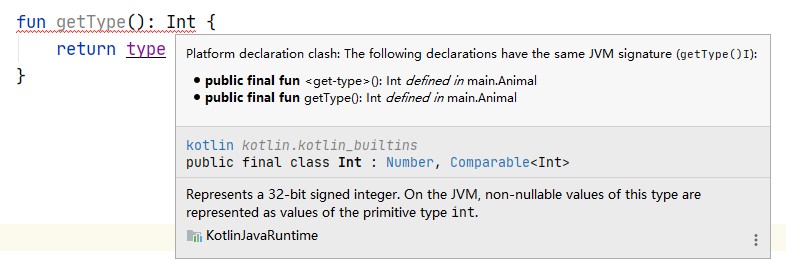 fun getType(): Int {
return type
}
Platform declaration clash: The following declarations have the same JVM signature (getType()I):
• public final fun <get-type>(): Int defined in main.Animal
• public final fun getType(): Int defined in main.Animal
kotlin kotlin.kotlin_builtins
public final class Int : Number, Comparable<Int>
Represents a 32-bit signed integer. On the JVM, non-nullable values of this type are
represented as values of the primitive type int.
KotlinJavaRuntime